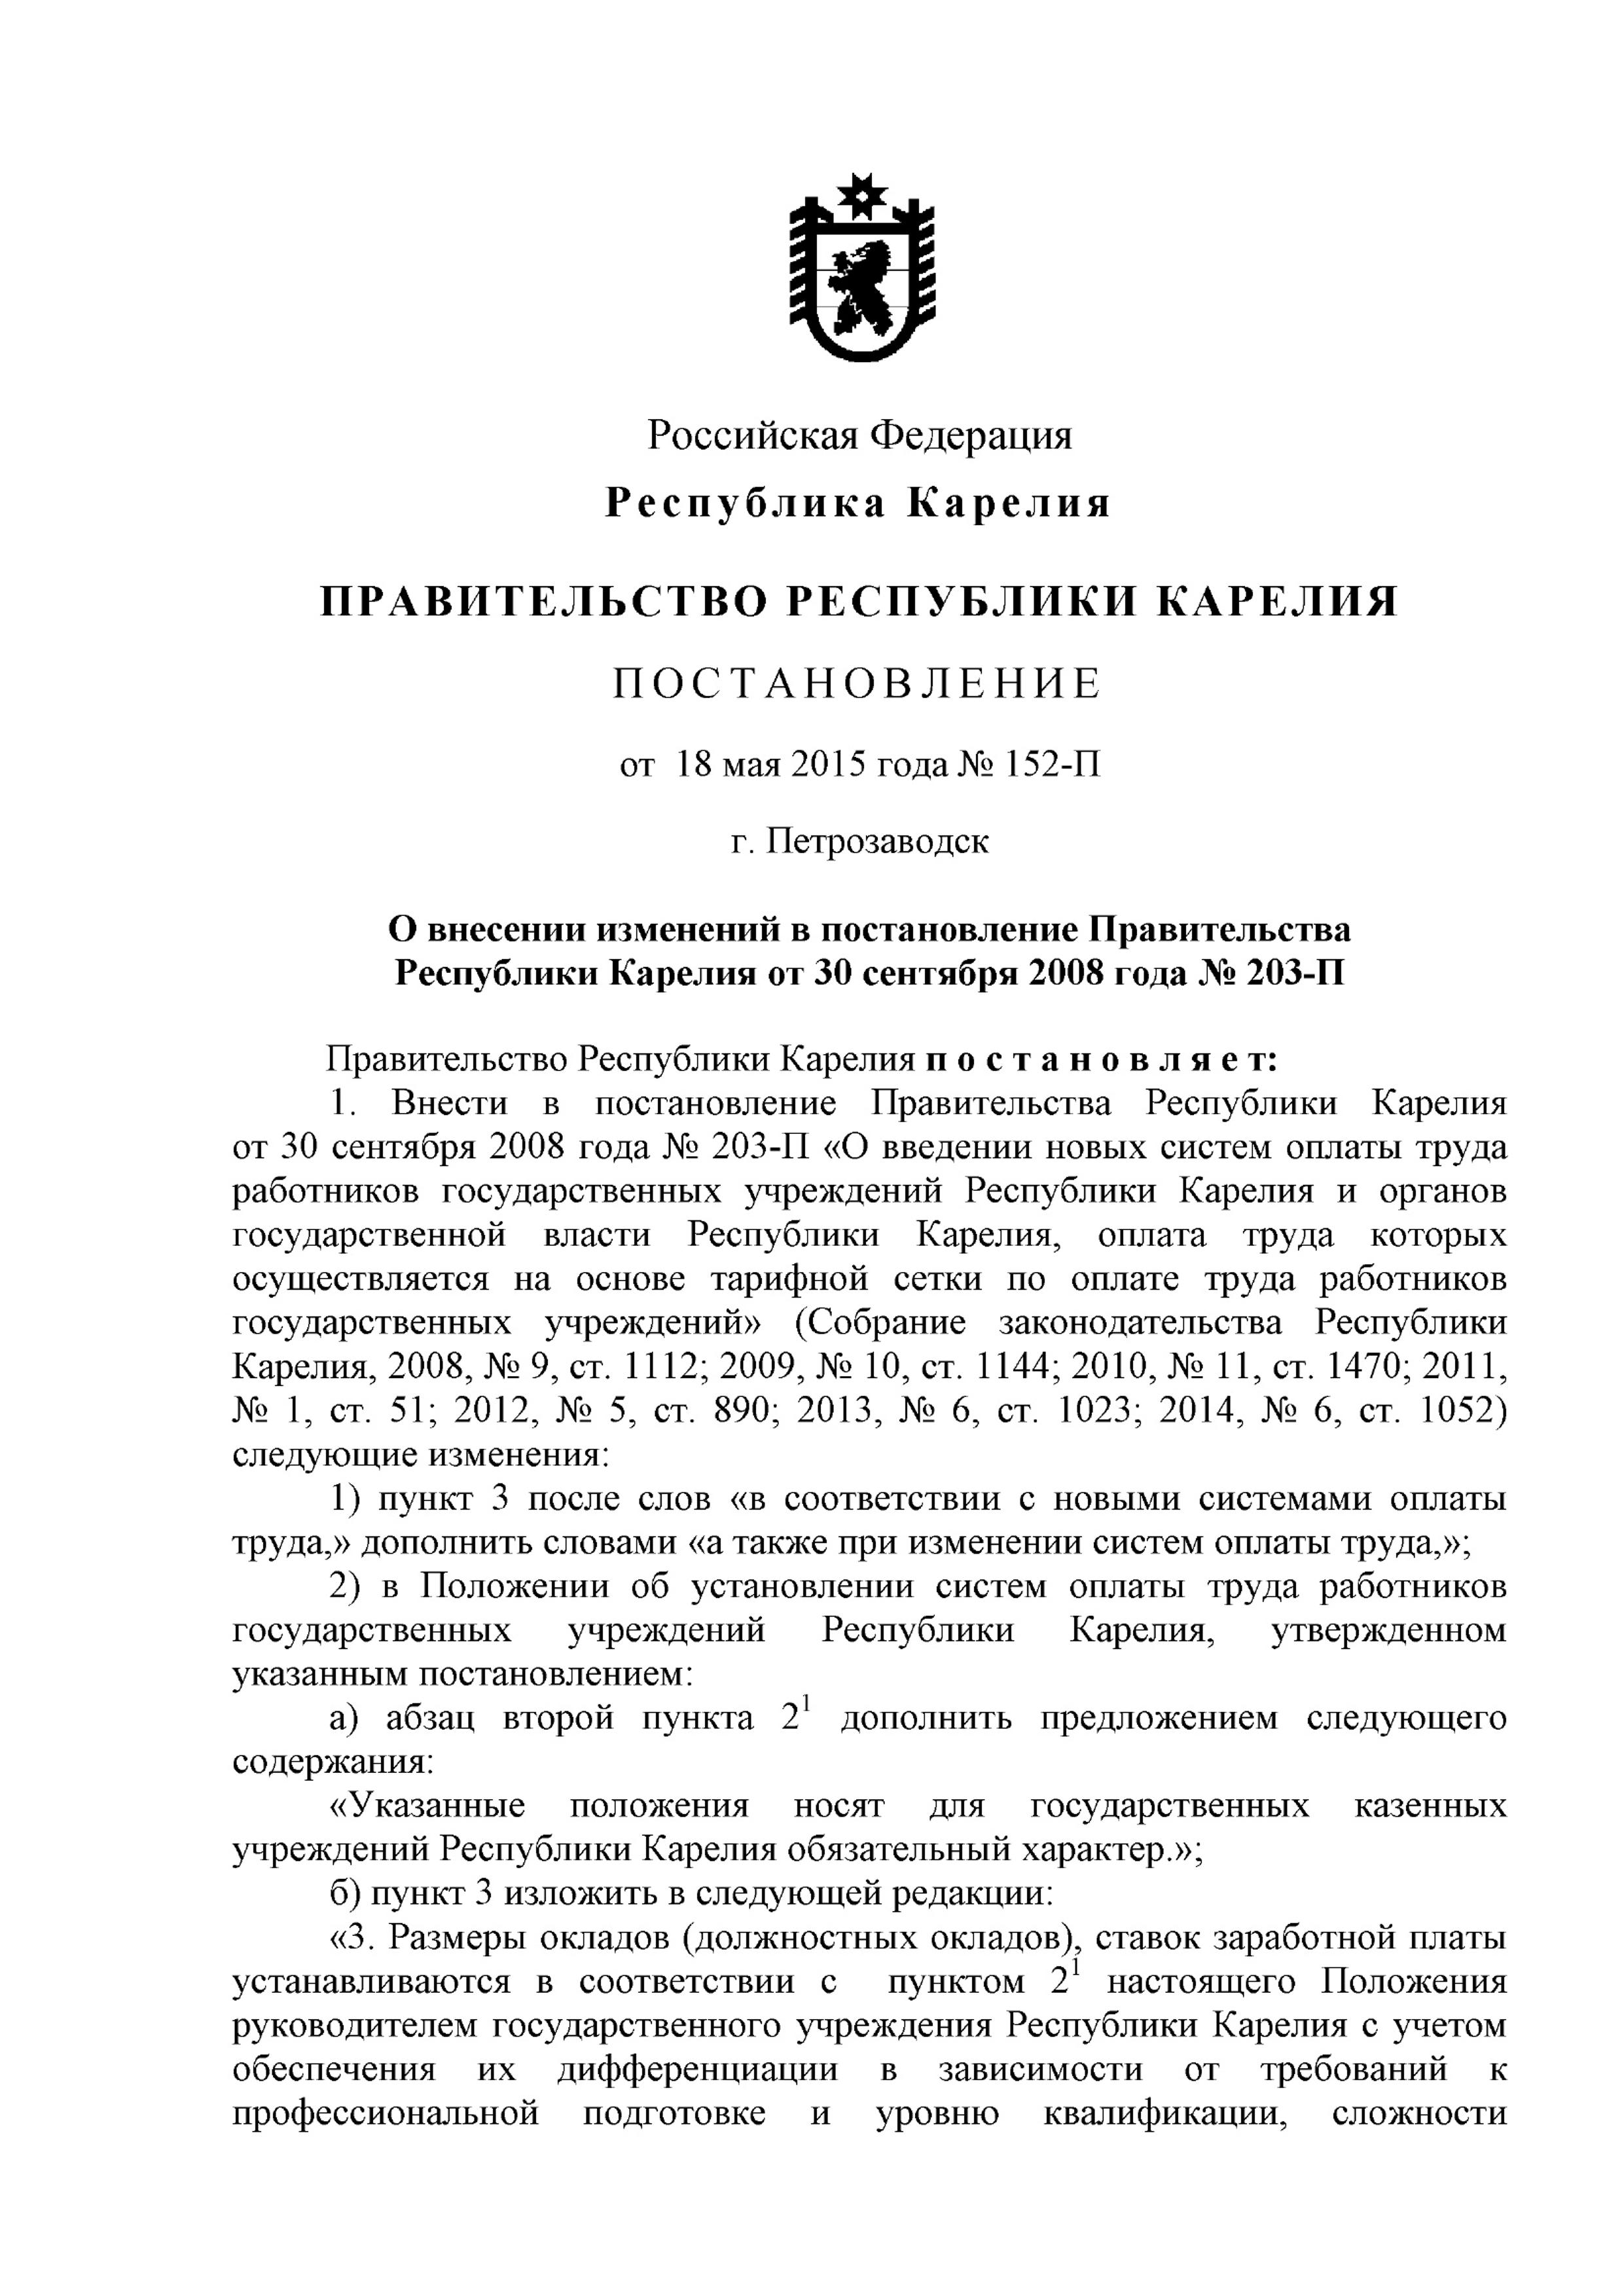 Российская Федерация
Республика Карелия
ПРАВИТЕЛЬСТВО РЕСПУБЛИКИ КАРЕЛИЯ
ПОСТАНОВЛЕНИЕ
от 18 мая 2015 года № 152-П
г. Петрозаводск
О внесении изменений в постановление Правительства
Республики Карелия от 30 сентября 2008 года № 203-П
Правительство Республики Карелия п о с т а н о в л я е т:
1. Внести в постановление Правительства Республики Карелия
от 30 сентября 2008 года № 203-П «О введении новых систем оплаты труда
работников государственных учреждений Республики Карелия и органов
государственной власти Республики Карелия, оплата труда которых
осуществляется на основе тарифной сетки по оплате труда работников
государственных учреждений» (Собрание законодательства Республики
Карелия, 2008, № 9, ст. 1112; 2009, № 10, ст. 1144; 2010, № 11, ст. 1470; 2011,
№ 1, ст. 51; 2012, № 5, ст. 890; 2013, № 6, ст. 1023; 2014, № 6, ст. 1052)
следующие изменения:
1) пункт 3 после слов «в соответствии с новыми системами оплаты
труда,» дополнить словами «а также при изменении систем оплаты труда,»;
2) в Положении об установлении систем оплаты труда работников
государственных учреждений Республики Карелия, утвержденном
указанным постановлением:
а) абзац второй пункта 2¹ дополнить предложением следующего
содержания:
«Указанные положения носят для государственных казенных
учреждений Республики Карелия обязательный характер.»;
б) пункт 3 изложить в следующей редакции:
«3. Размеры окладов (должностных окладов), ставок заработной платы
устанавливаются в соответствии с пунктом 2¹ настоящего Положения
руководителем государственного учреждения Республики Карелия с учетом
обеспечения их дифференциации в зависимости от требований к
профессиональной подготовке и уровню квалификации, сложности